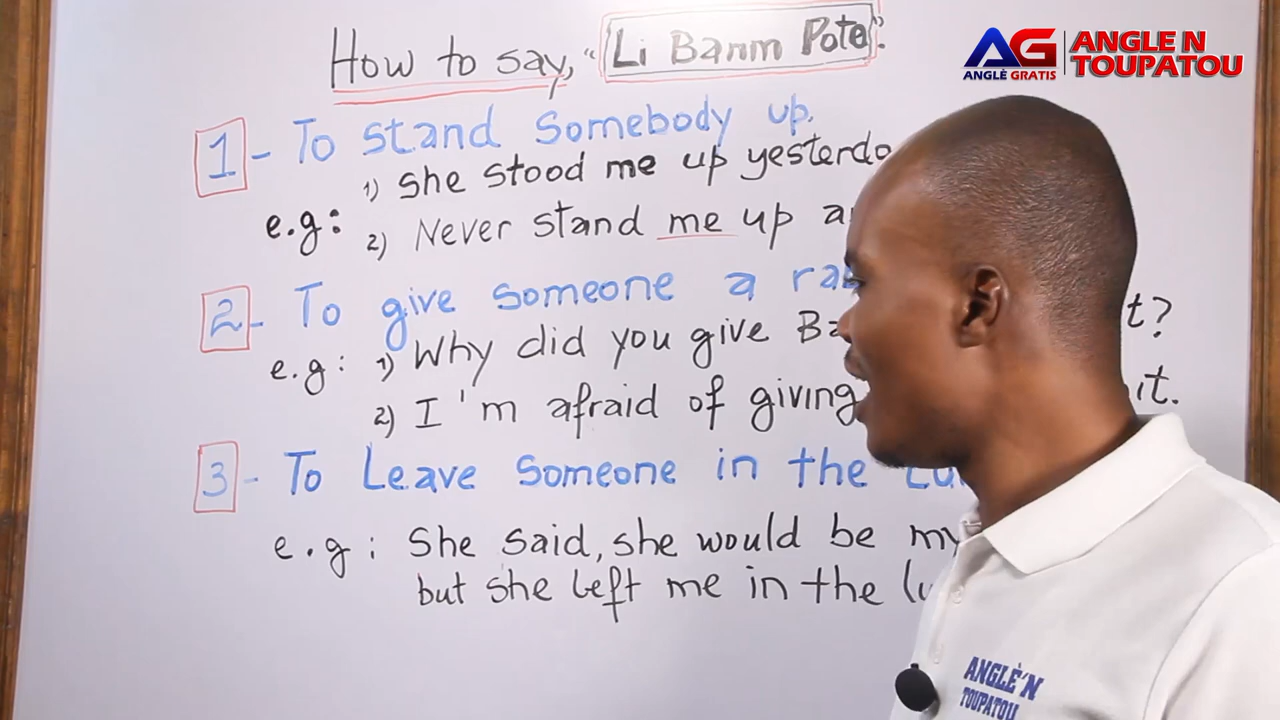 How to say, "Li Banm Pote".
1 - To stand somebody up.
1) She stood me up
e.g: 2) Never stand me up
2 - To give someone a
e.g: 1) Why did you give t?
2) I'm afraid of giving it.
3 - To Leave Someone in the
e.g: She said, she would be my
but she left me in the
AG ANGLÈ GRATIS
ANGLE N
TOUPATOU
ANGLÈ'N
TOUPATOU